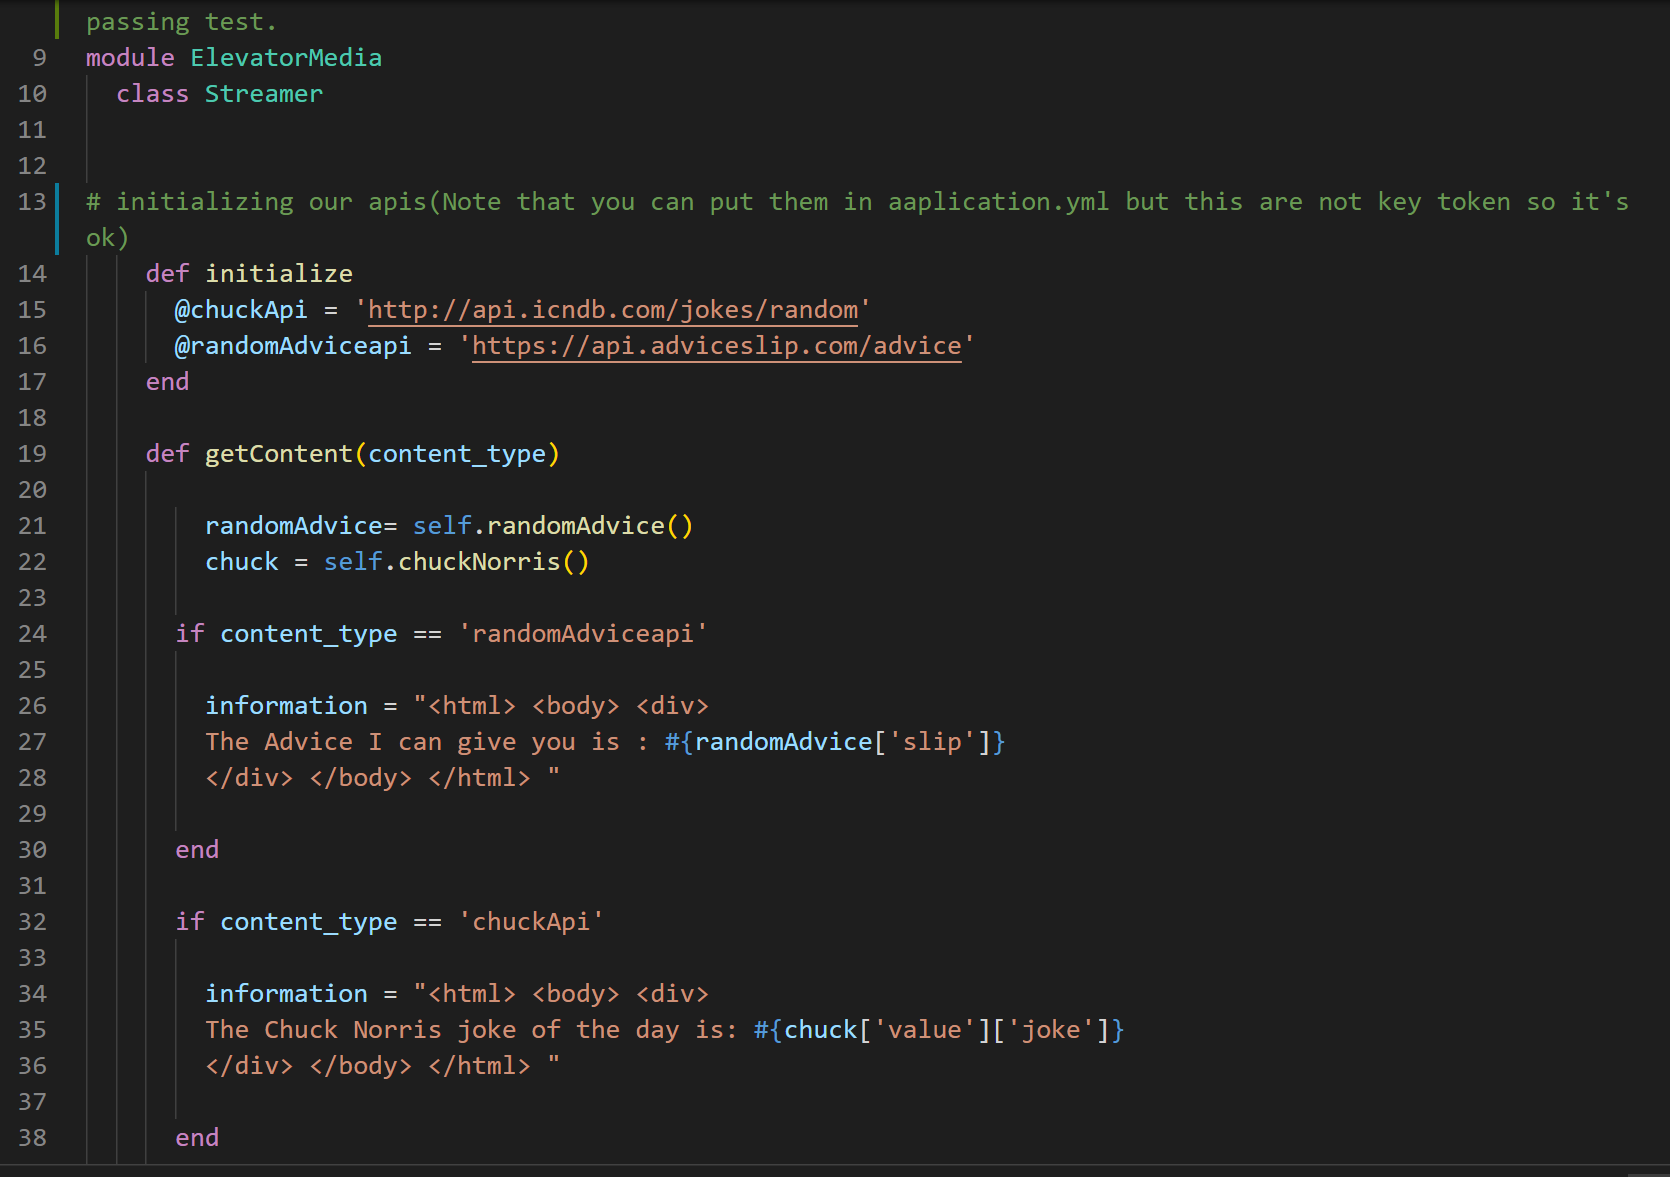 passing test.
9 module ElevatorMedia
10 class Streamer
11
12
13 # initializing our apis(Note that you can put them in aaplication.yml but this are not key token so it's
ok)
14 def initialize
15 @chuckApi = 'http://api.icndb.com/jokes/random'
16 @randomAdviceapi = 'https://api.adviceslip.com/advice'
17 end
18
19 def getContent(content_type)
20
21 randomAdvice= self.randomAdvice()
22 chuck = self.chuckNorris()
23
24 if content_type == 'randomAdviceapi'
25
26 information = "<html> <body> <div>
27 The Advice I can give you is : #{randomAdvice['slip']}
28 </div> </body> </html> "
29
30 end
31
32 if content_type == 'chuckApi'
33
34 information = "<html> <body> <div>
35 The Chuck Norris joke of the day is: #{chuck['value']['joke']}
36 </div> </body> </html> "
37
38 end